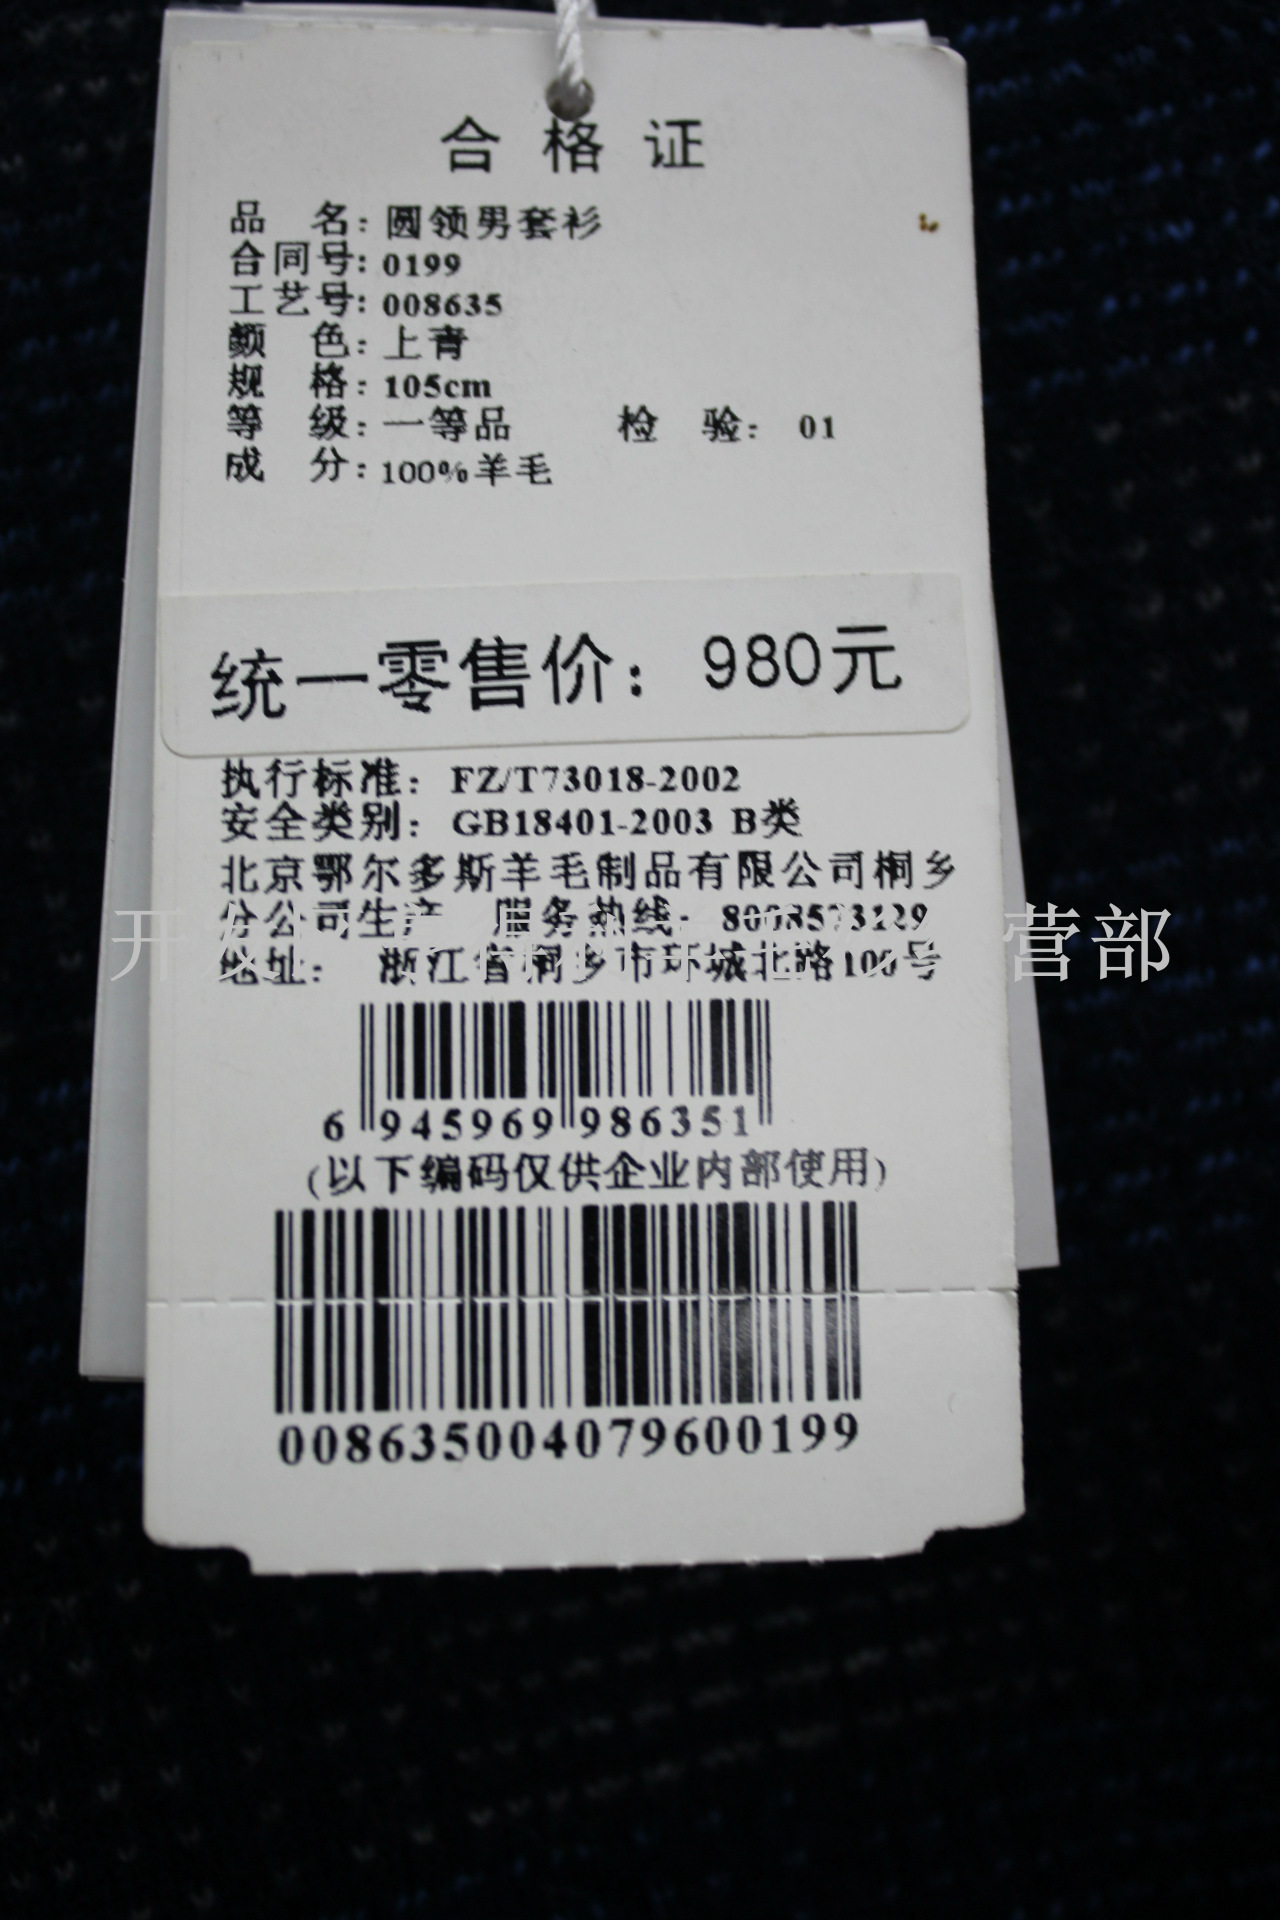 合格证
品 名：圆领男套衫
合同号：0199
工艺号：008635
颜 色：上青
规 格：105cm
等 级：一等品 检 验：01
成 分：100%羊毛
统一零售价：980元
执行标准：FZ/T73018-2002
安全类别：GB18401-2003 B类
北京鄂尔多斯羊毛制品有限公司桐乡
分公司生产 服务热线：8008573129
地址： 浙江省桐乡市环城北路100号
6 945969 986351
(以下编码仅供企业内部使用)
008635004079600199
营部